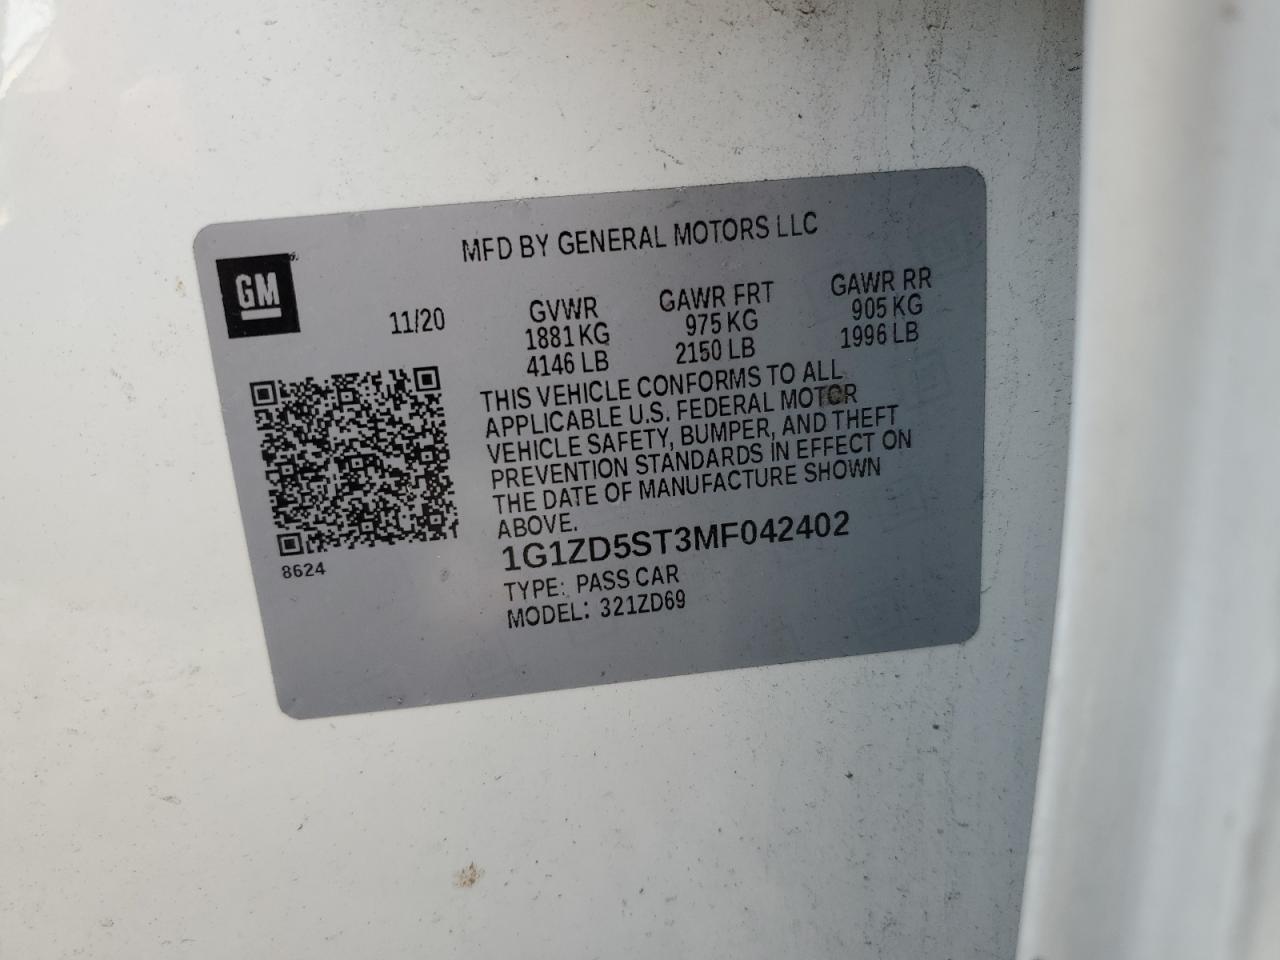 MFD BY GENERAL MOTORS LLC
GM
11/20
GVWR
1881 KG
4146 LB
GAWR FRT
975 KG
2150 LB
GAWR RR
905 KG
1996 LB
THIS VEHICLE CONFORMS TO ALL
APPLICABLE U.S. FEDERAL MOTOR
VEHICLE SAFETY, BUMPER, AND THEFT
PREVENTION STANDARDS IN EFFECT ON
THE DATE OF MANUFACTURE SHOWN
ABOVE.
1G1ZD5ST3MF042402
TYPE: PASS CAR
MODEL: 321ZD69
8624